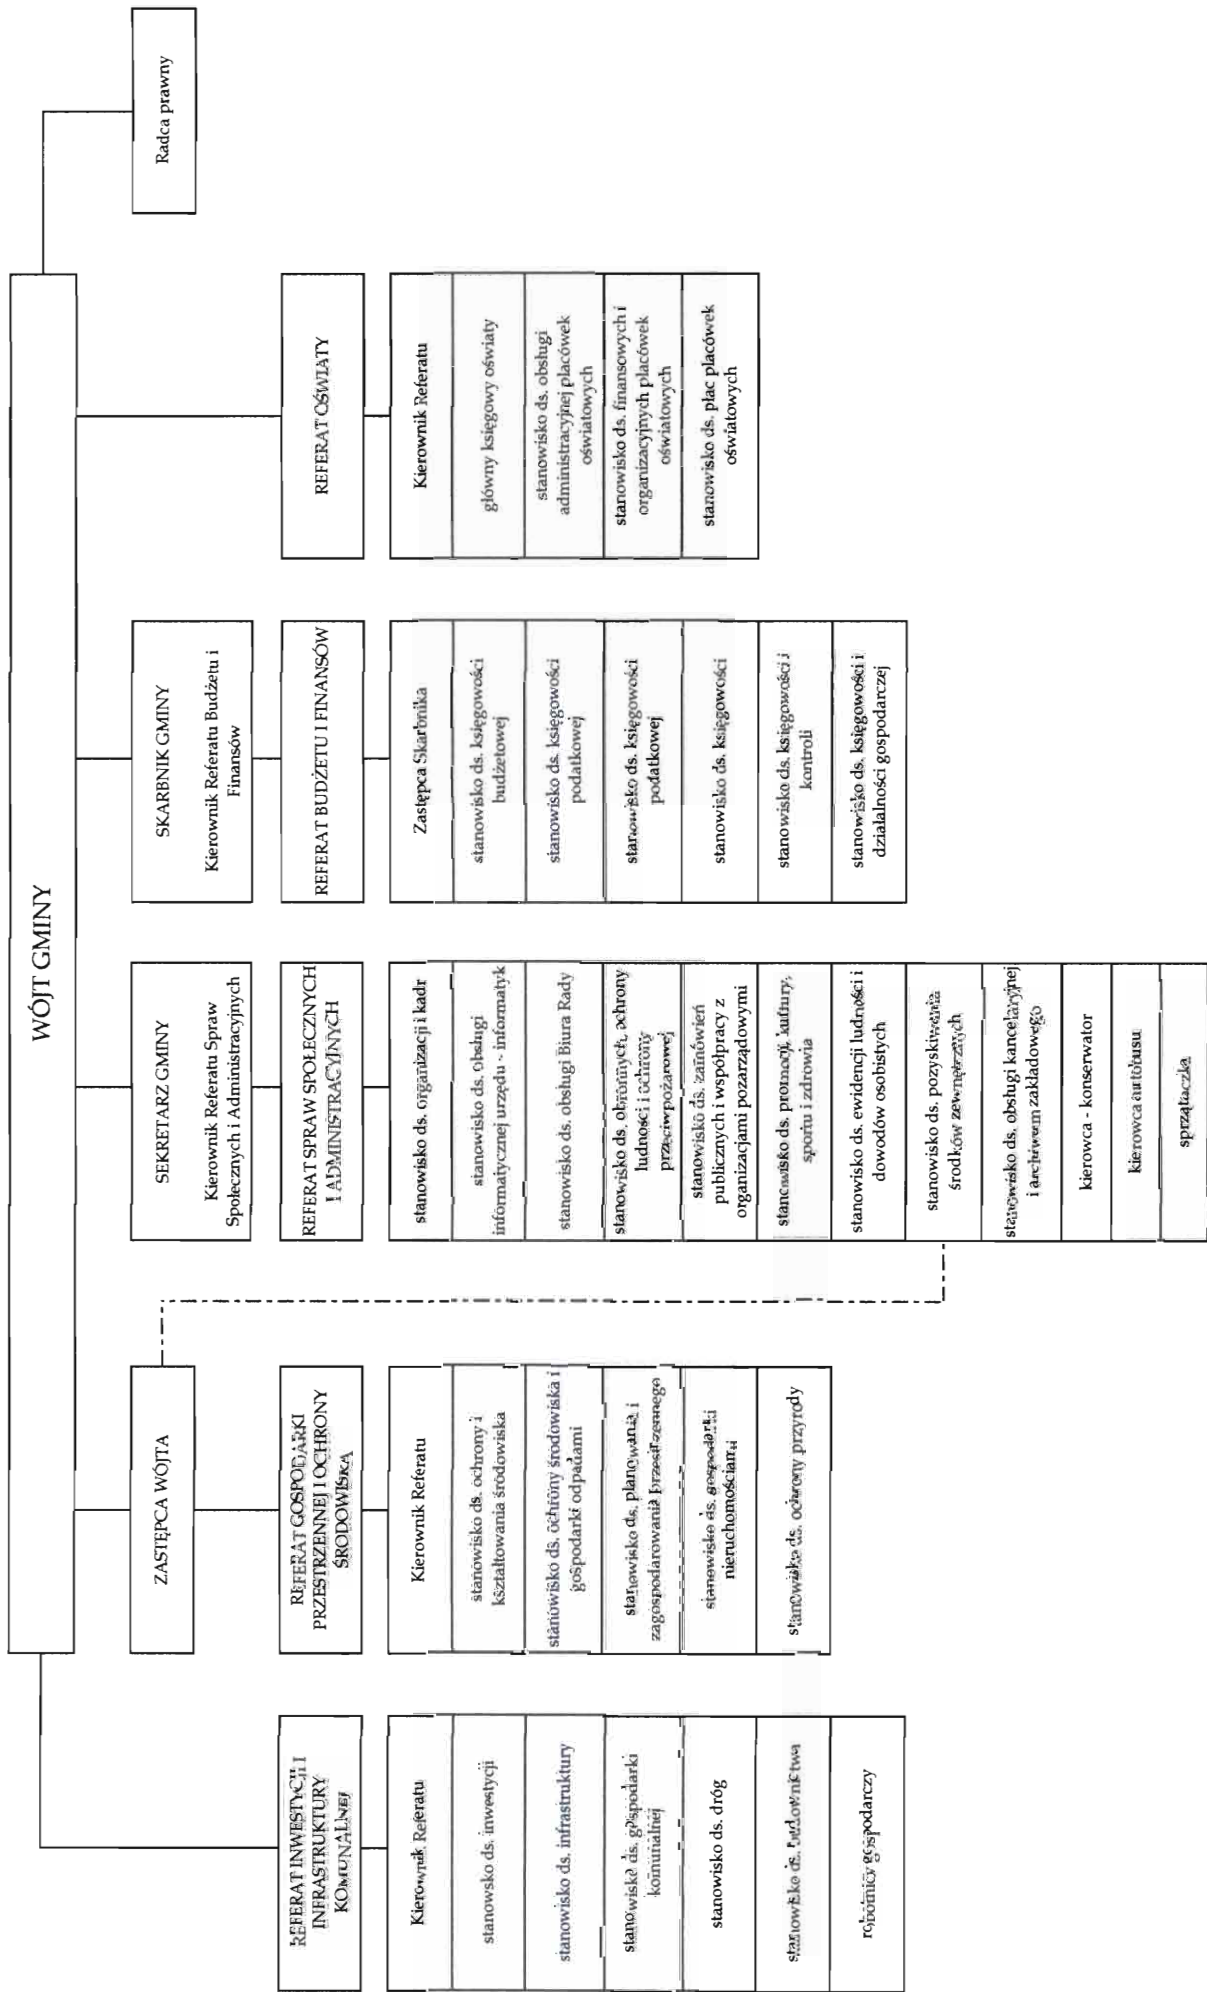 WÓJT GMINY
Radca prawny
REFERAT INWESTYCJI I
INFRASTRUKTURY
KOMUNALNEJ
Kierownik Referatu
stanowsko ds. inwestycji
stanowisko ds. infrastruktury
stanowisko ds. gospodarki
komunalnej
stanowisko ds. dróg
stanowisko ds. budownictwa
robotnicy gospodarczy
ZASTĘPCA WÓJTA
REFERAT GOSPODARKI
PRZESTRZENNEJ I OCHRONY
ŚRODOWISKA
Kierownik Referatu
stanowisko ds. ochrony i
kształtowania środowiska
stanowisko ds. ochrony środowiska i
gospodarki odpadami
stanowisko ds. planowania i
zagospodarowania przestrzennego
stanowisko ds. gospodarki
nieruchomościami
stanowisko ds. ochrony przyrody
SEKRETARZ GMINY
Kierownik Referatu Spraw
Społecznych i Administracyjnych
REFERAT SPRAW SPOŁECZNYCH
I ADMINISTRACYJNYCH
stanowisko ds. organizacji i kadr
stanowisko ds. obsługi
informatycznej urzędu - informatyk
stanowisko ds. obsługi Biura Rady
stanowisko ds. obronnych, ochrony
ludności i ochrony
przeciwpożarowej
stanowisko ds. zamówień
publicznych i współpracy z
organizacjami pozarządowymi
stanowisko ds. promocji, kultury,
sportu i zdrowia
stanowisko ds. ewidencji ludności i
dowodów osobistych
stanowisko ds. pozyskiwania
środków zewnętrznych
stanowisko ds. obsługi kancelaryjnej
i archiwum zakładowego
kierowca - konserwator
kierowca autobusu
sprzątaczka
SKARBNIK GMINY
Kierownik Referatu Budżetu i
Finansów
REFERAT BUDŻETU I FINANSÓW
Zastępca Skarbnika
stanowisko ds. księgowości
budżetowej
stanowisko ds. księgowości
podatkowej
stanowisko ds. księgowości
podatkowej
stanowisko ds. księgowości
stanowisko ds. księgowości i
kontroli
stanowisko ds. księgowości i
działalności gospodarczej
REFERAT OŚWIATY
Kierownik Referatu
główny księgowy oświaty
stanowisko ds. obsługi
administracyjnej placówek
oświatowych
stanowisko ds. finansowych i
organizacyjnych placówek
oświatowych
stanowisko ds. płac placówek
oświatowych